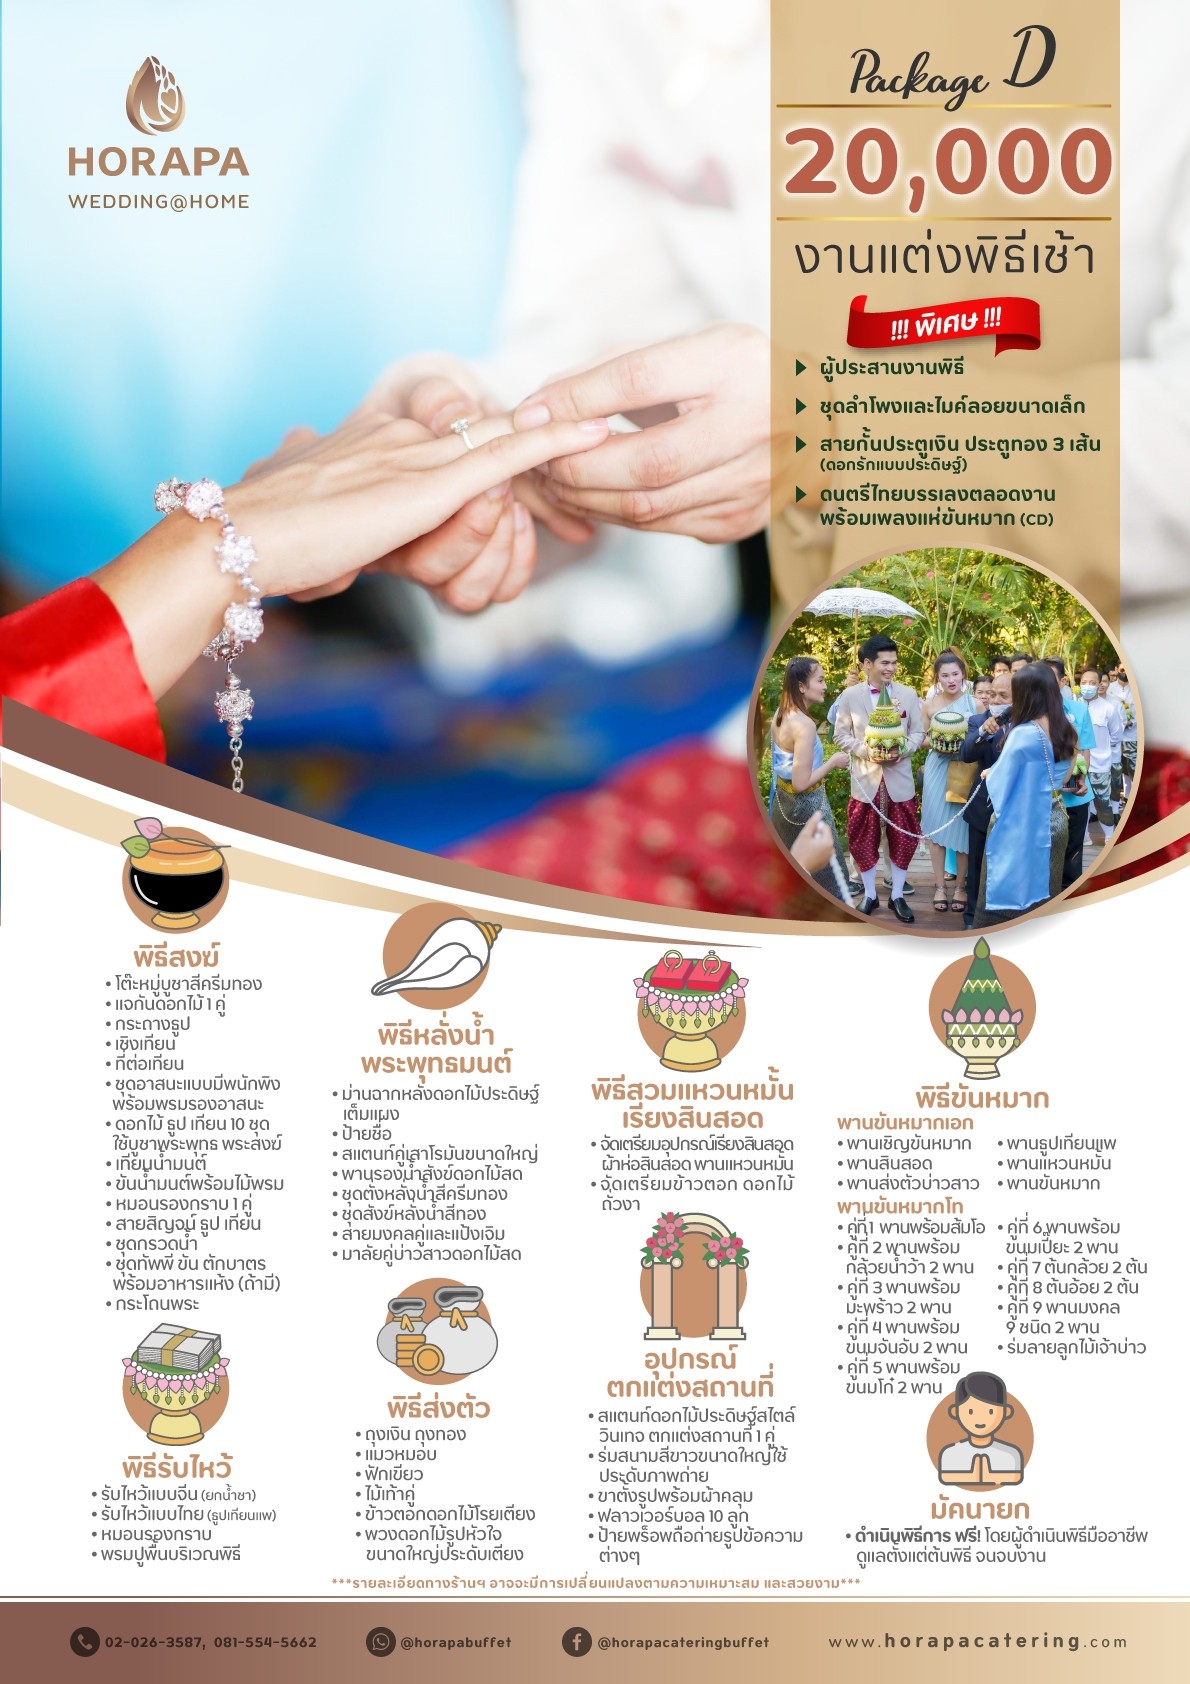 HORAPA
WEDDING@HOME
Package D
20,000
งานแต่งพิธีเช้า
!!! พิเศษ !!!
ผู้ประสานงานพิธี
ชุดลำโพงและไมค์ลอยขนาดเล็ก
สายกั้นประตูเงิน ประตูทอง 3 เส้น
(ดอกรักแบบประดิษฐ์)
ดนตรีไทยบรรเลงตลอดงาน
พร้อมเพลงแห่ขันหมาก (CD)
พิธีสงฆ์
• โต๊ะหมู่บูชาสีครีมทอง
• แจกันดอกไม้ 1 คู่
• กระถางธูป
• เชิงเทียน
• ที่ต่อเทียน
• ชุดอาสนะแบบมีพนักพิง
พร้อมพรมรองอาสนะ
• ดอกไม้ ธูป เทียน 10 ชุด
ใช้บูชาพระพุทธ พระสงฆ์
• เทียนน้ำมนต์
• ขันน้ำมนต์พร้อมไม้พรม
• หมอนรองกราบ 1 คู่
• สายสิญจน์ ธูป เทียน
• ชุดกรวดน้ำ
• ชุดทัพพี ขัน ตักบาตร
พร้อมอาหารแห้ง (ถ้ามี)
• กระโถนพระ
พิธีหลั่งน้ำ
พระพุทธมนต์
• ม่านฉากหลังดอกไม้ประดิษฐ์
เต็มแผง
• ป้ายชื่อ
• สแตนท์คู่เสาโรมันขนาดใหญ่
• พานรองน้ำสังข์ดอกไม้สด
• ชุดตั่งหลั่งน้ำสีครีมทอง
• ชุดสังข์หลั่งน้ำสีทอง
• สายมงคลคู่และแป้งเจิม
• มาลัยคู่บ่าวสาวดอกไม้สด
พิธีสวมแหวนหมั้น
เรียงสินสอด
• จัดเตรียมอุปกรณ์เรียงสินสอด
ผ้าห่อสินสอด พานแหวนหมั้น
• จัดเตรียมข้าวตอก ดอกไม้
ถั่วงา
พิธีขันหมาก
พานขันหมากเอก
• พานเชิญขันหมาก
• พานสินสอด
• พานส่งตัวบ่าวสาว
• พานธูปเทียนแพ
• พานแหวนหมั้น
• พานขันหมาก
พานขันหมากโท
• คู่ที่1 พานพร้อมส้มโอ
• คู่ที่ 2 พานพร้อม
กล้วยน้ำว้า 2 พาน
• คู่ที่ 3 พานพร้อม
มะพร้าว 2 พาน
• คู่ที่ 4 พานพร้อม
ขนมจันอับ 2 พาน
• คู่ที่ 5 พานพร้อม
ขนมโก๋ 2 พาน
• คู่ที่ 6 พานพร้อม
ขนมเปี๊ยะ 2 พาน
• คู่ที่ 7 ต้นกล้วย 2 ต้น
• คู่ที่ 8 ต้นอ้อย 2 ต้น
• คู่ที่ 9 พานมงคล
9 ชนิด 2 พาน
• ร่มลายลูกไม้เจ้าบ่าว
พิธีรับไหว้
• รับไหว้แบบจีน (ยกน้ำชา)
• รับไหว้แบบไทย (ธูปเทียนแพ)
• หมอนรองกราบ
• พรมปูพื้นบริเวณพิธี
พิธีส่งตัว
• ถุงเงิน ถุงทอง
• แมวหมอบ
• ฟักเขียว
• ไม้เท้าคู่
• ข้าวตอกดอกไม้โรยเตียง
• พวงดอกไม้รูปหัวใจ
ขนาดใหญ่ประดับเตียง
อุปกรณ์
ตกแต่งสถานที่
• สแตนท์ดอกไม้ประดิษฐ์สไตล์
วินเทจ ตกแต่งสถานที่ 1 คู่
• ร่มสนามสีขาวขนาดใหญ่ใช้
ประดับภาพถ่าย
• ขาตั้งรูปพร้อมผ้าคลุม
• ฟลาวเวอร์บอล 10 ลูก
• ป้ายพร็อพถือถ่ายรูปข้อความ
ต่างๆ
มัคนายก
• ดำเนินพิธีการ ฟรี! โดยผู้ดำเนินพิธีมืออาชีพ
ดูแลตั้งแต่ต้นพิธี จนจบงาน
***รายละเอียดทางร้านฯ อาจจะมีการเปลี่ยนแปลงตามความเหมาะสม และสวยงาม***
02-026-3587, 081-554-5662
@horapabuffet
@horapacateringbuffet
www.horapacatering.com